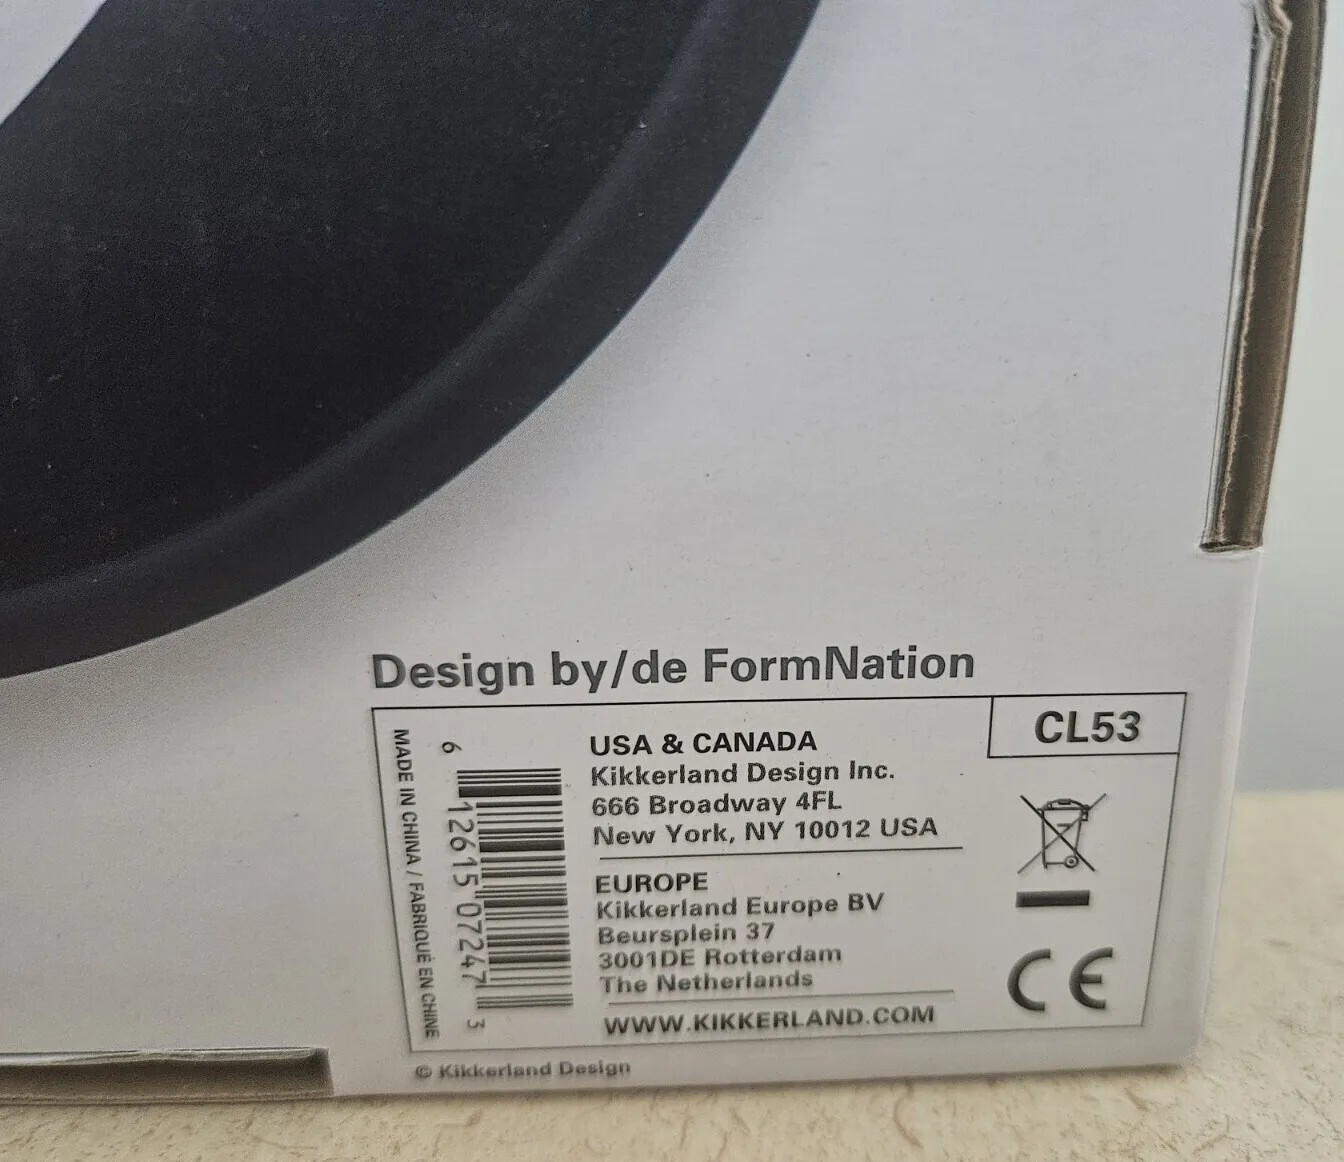 Design by/de FormNation
CL53
MADE IN CHINA / FABRIQUÉ EN CHINE
6 12615 07247 3
USA & CANADA
Kikkerland Design Inc.
666 Broadway 4FL
New York, NY 10012 USA
EUROPE
Kikkerland Europe BV
Beursplein 37
3001DE Rotterdam
The Netherlands
WWW.KIKKERLAND.COM
CE
© Kikkerland Design